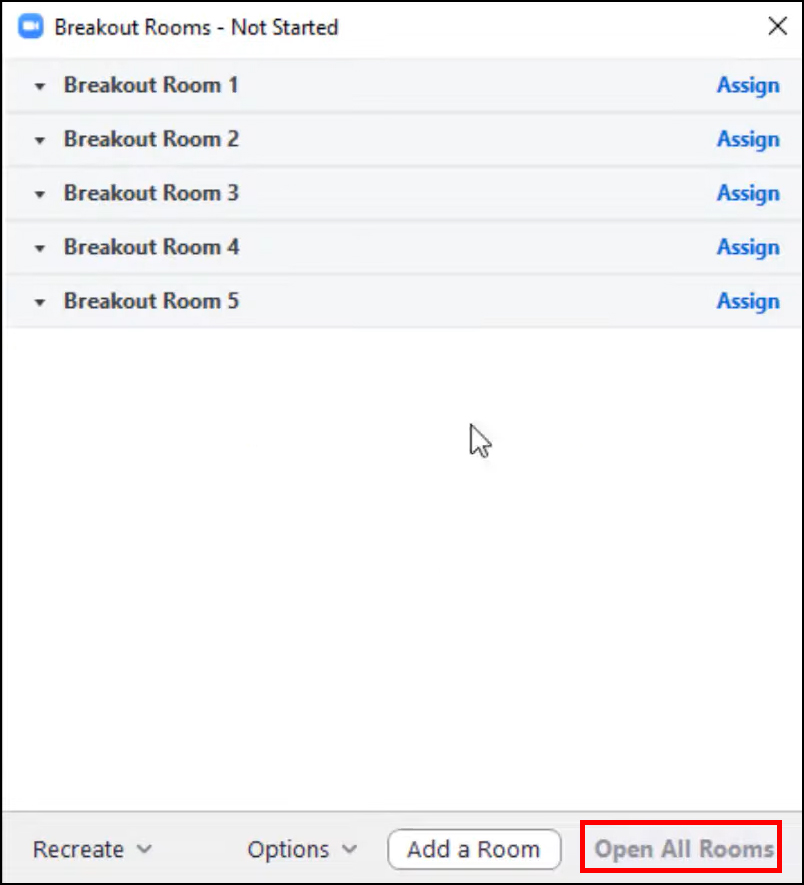 Breakout Rooms - Not Started
Breakout Room 1 Assign
Breakout Room 2 Assign
Breakout Room 3 Assign
Breakout Room 4 Assign
Breakout Room 5 Assign
Recreate Options Add a Room Open All Rooms